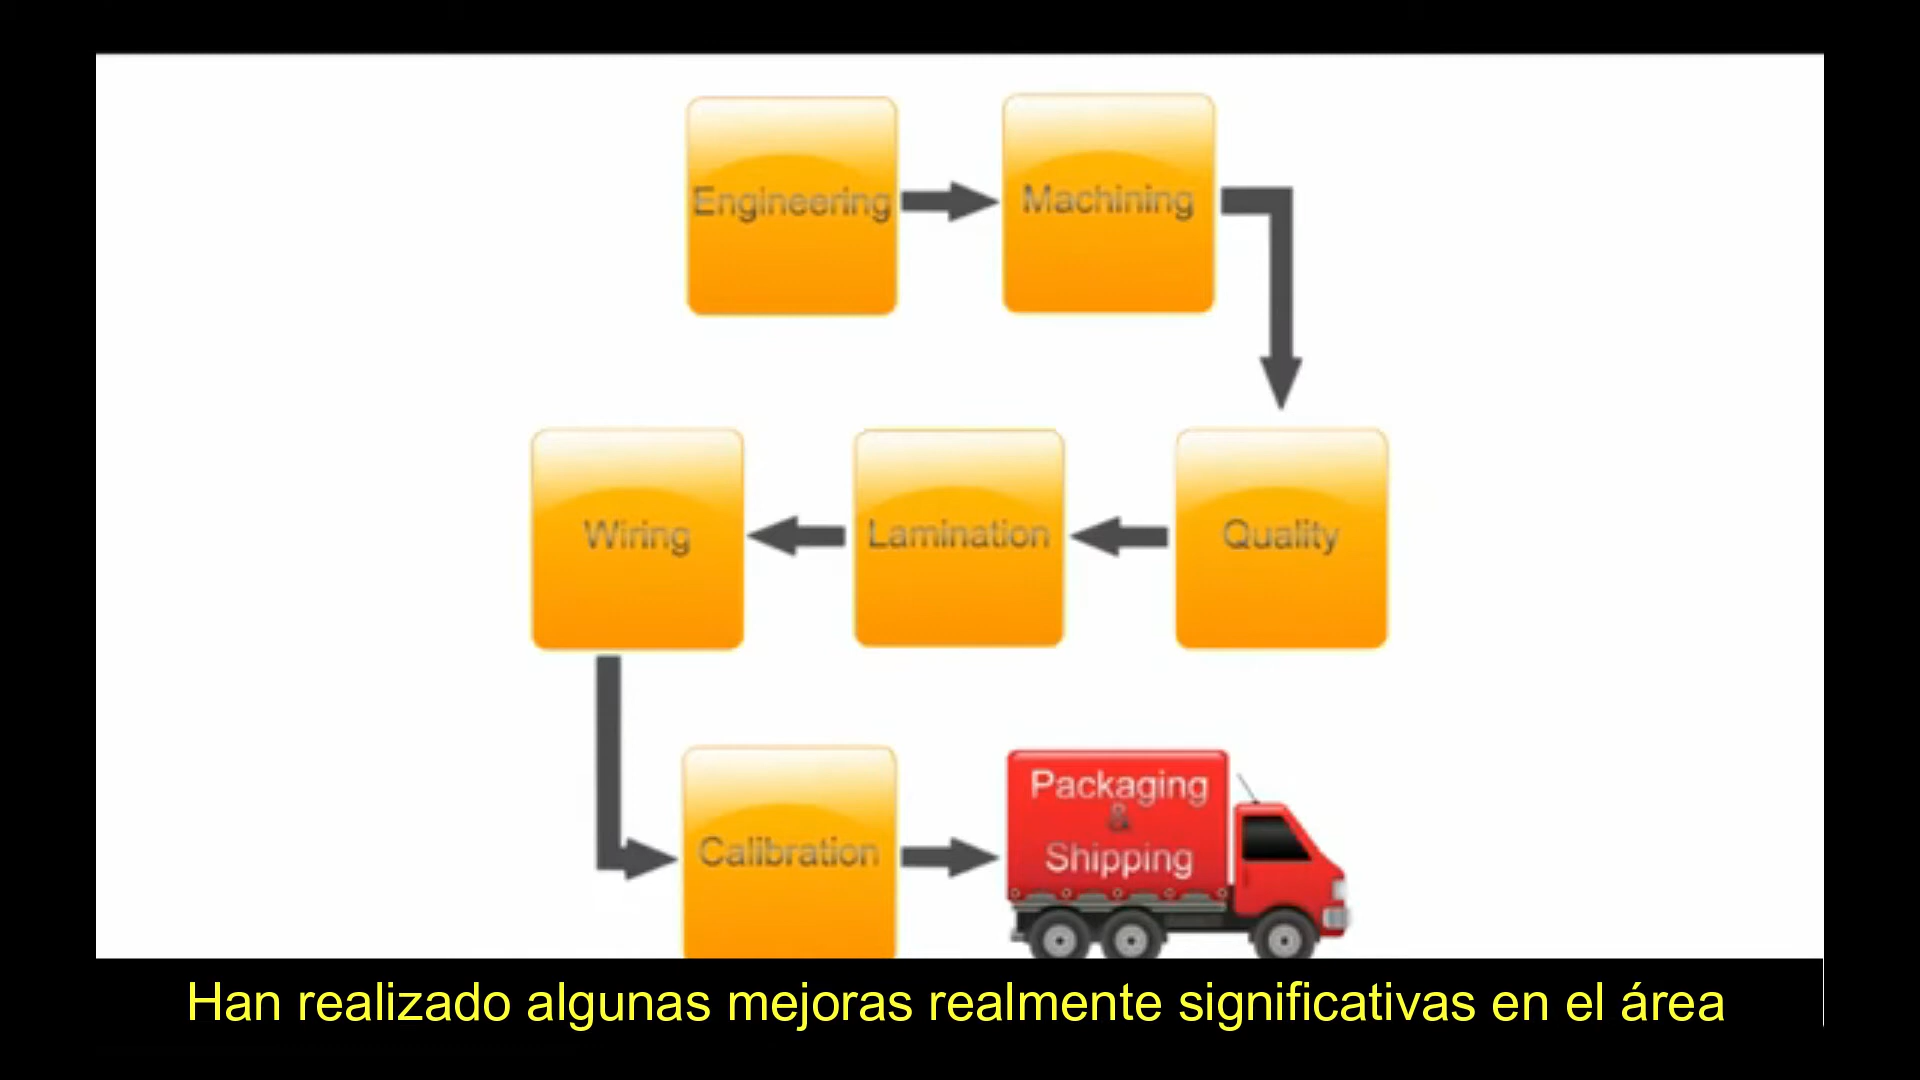 Engineering
Machining
Quality
Lamination
Wiring
Calibration
Packaging
&
Shipping
Han realizado algunas mejoras realmente significativas en el área